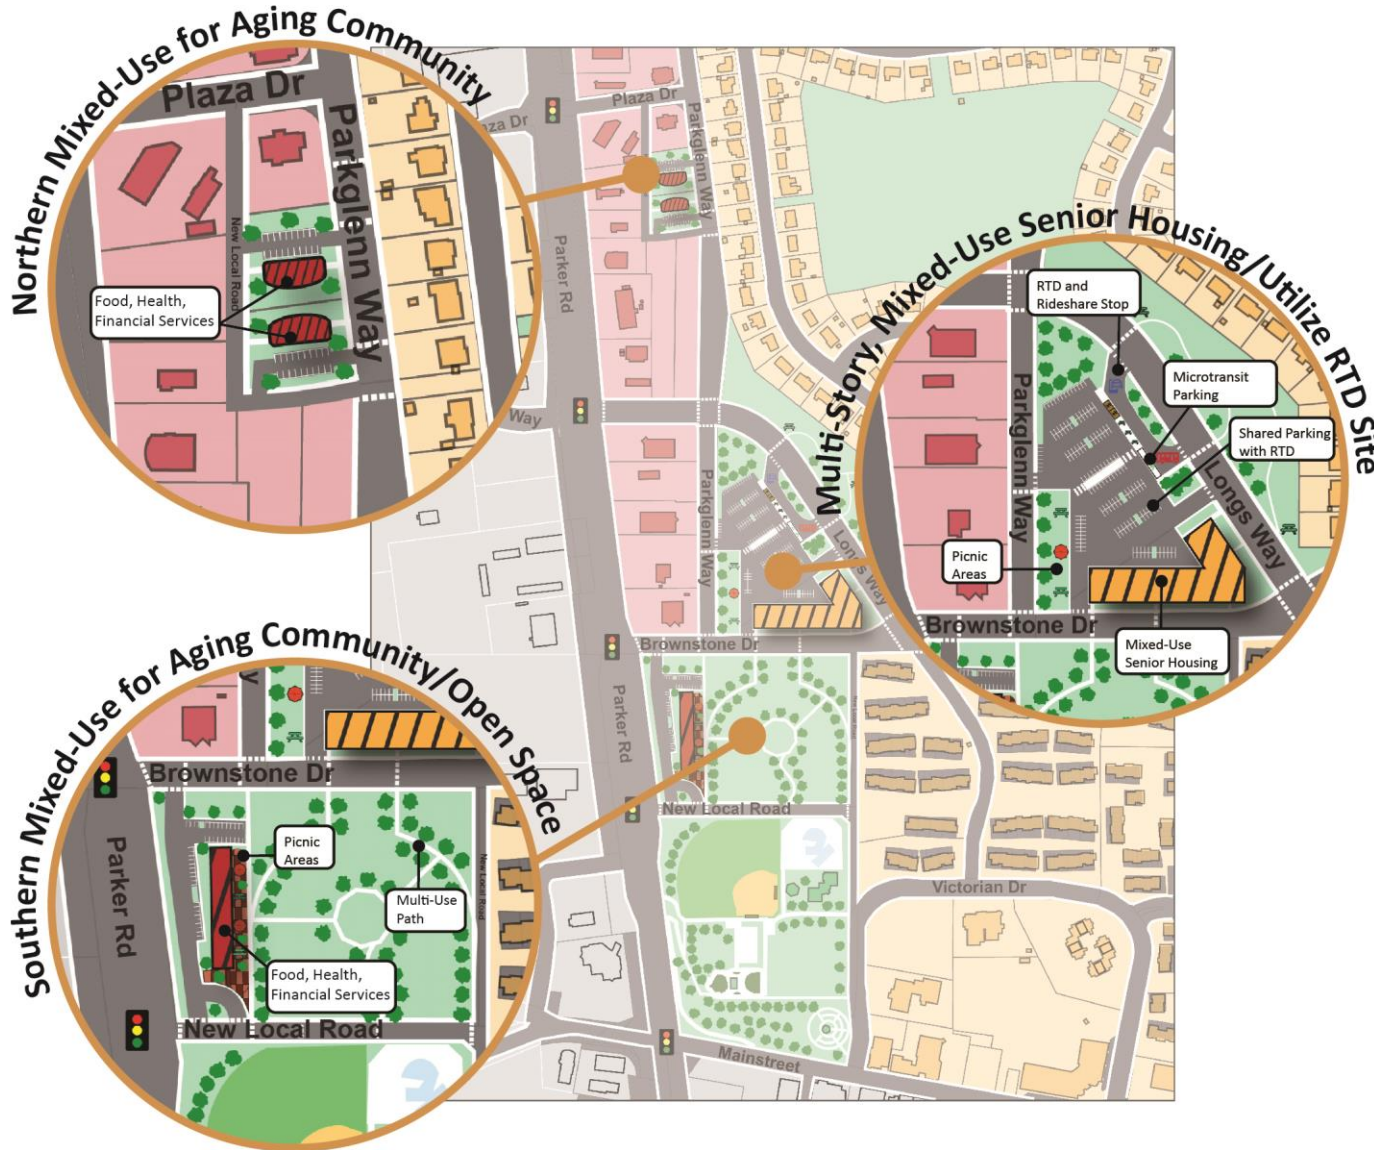 Northern Mixed-Use for Aging Community
Plaza Dr
Parkglenn Way
New Local Road
Food, Health,
Financial Services
Plaza Dr
Parkglenn Way
Parker Rd
Way
Parkglenn Way
Longs Way
Brownstone Dr
Parker Rd
New Local Road
Victorian Dr
Mainstreet
Multi-Story, Mixed-Use Senior Housing/Utilize RTD Site
RTD and
Rideshare Stop
Microtransit
Parking
Shared Parking
with RTD
Parkglenn Way
Longs Way
Picnic
Areas
Brownstone Dr
Mixed-Use
Senior Housing
Southern Mixed-Use for Aging Community/Open Space
y
Brownstone Dr
Parker Rd
Picnic
Areas
Multi-Use
Path
New Local Road
Food, Health,
Financial Services
New Local Road